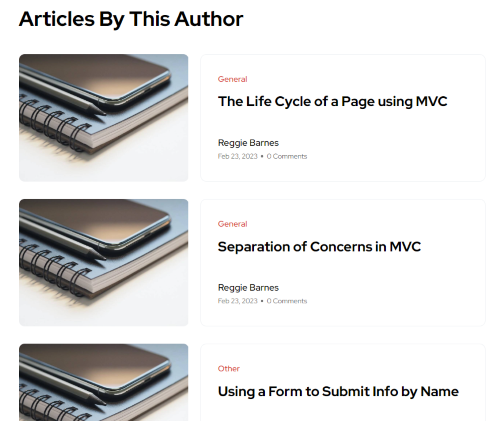 Articles By This Author
General
The Life Cycle of a Page using MVC
Reggie Barnes
Feb 23, 2023 • 0 Comments
General
Separation of Concerns in MVC
Reggie Barnes
Feb 23, 2023 • 0 Comments
Other
Using a Form to Submit Info by Name